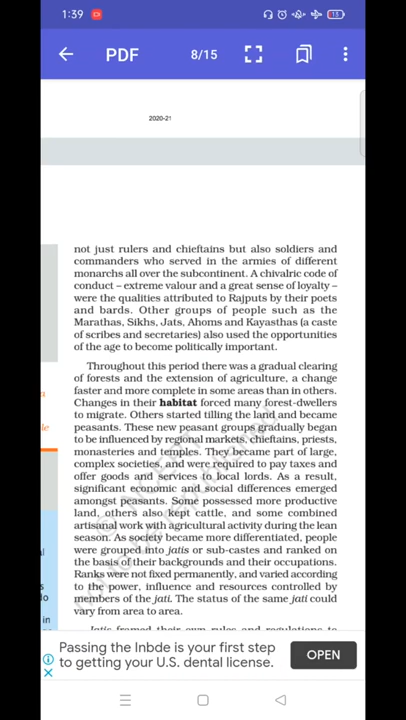 1:39
15
PDF
8/15
2020-21
not just rulers and chieftains but also soldiers and
commanders who served in the armies of different
monarchs all over the subcontinent. A chivalric code of
conduct – extreme valour and a great sense of loyalty –
were the qualities attributed to Rajputs by their poets
and bards. Other groups of people such as the
Marathas, Sikhs, Jats, Ahoms and Kayasthas (a caste
of scribes and secretaries) also used the opportunities
of the age to become politically important.
Throughout this period there was a gradual clearing
of forests and the extension of agriculture, a change
faster and more complete in some areas than in others.
Changes in their habitat forced many forest-dwellers
to migrate. Others started tilling the land and became
peasants. These new peasant groups gradually began
to be influenced by regional markets, chieftains, priests,
monasteries and temples. They became part of large,
complex societies, and were required to pay taxes and
offer goods and services to local lords. As a result,
significant economic and social differences emerged
amongst peasants. Some possessed more productive
land, others also kept cattle, and some combined
artisanal work with agricultural activity during the lean
season. As society became more differentiated, people
were grouped into jatis or sub-castes and ranked on
the basis of their backgrounds and their occupations.
Ranks were not fixed permanently, and varied according
to the power, influence and resources controlled by
members of the jati. The status of the same jati could
vary from area to area.
Jatis framed their own rules and regulations to
Passing the Inbde is your first step
to getting your U.S. dental license.
OPEN